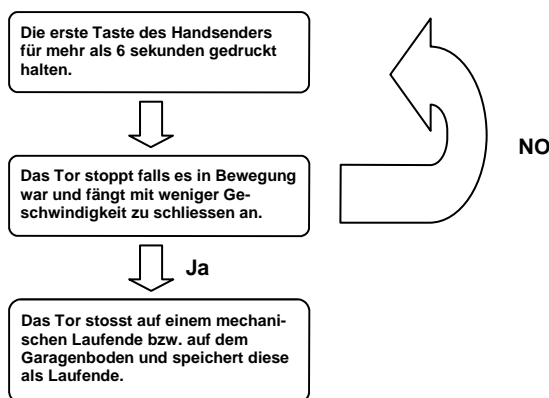 Die erste Taste des Handsenders
für mehr als 6 sekunden gedruckt
halten.
NO
Das Tor stoppt falls es in Bewegung
war und fängt mit weniger Ge-
schwindigkeit zu schliessen an.
Ja
Das Tor stosst auf einem mechani-
schen Laufende bzw. auf dem
Garagenboden und speichert diese
als Laufende.